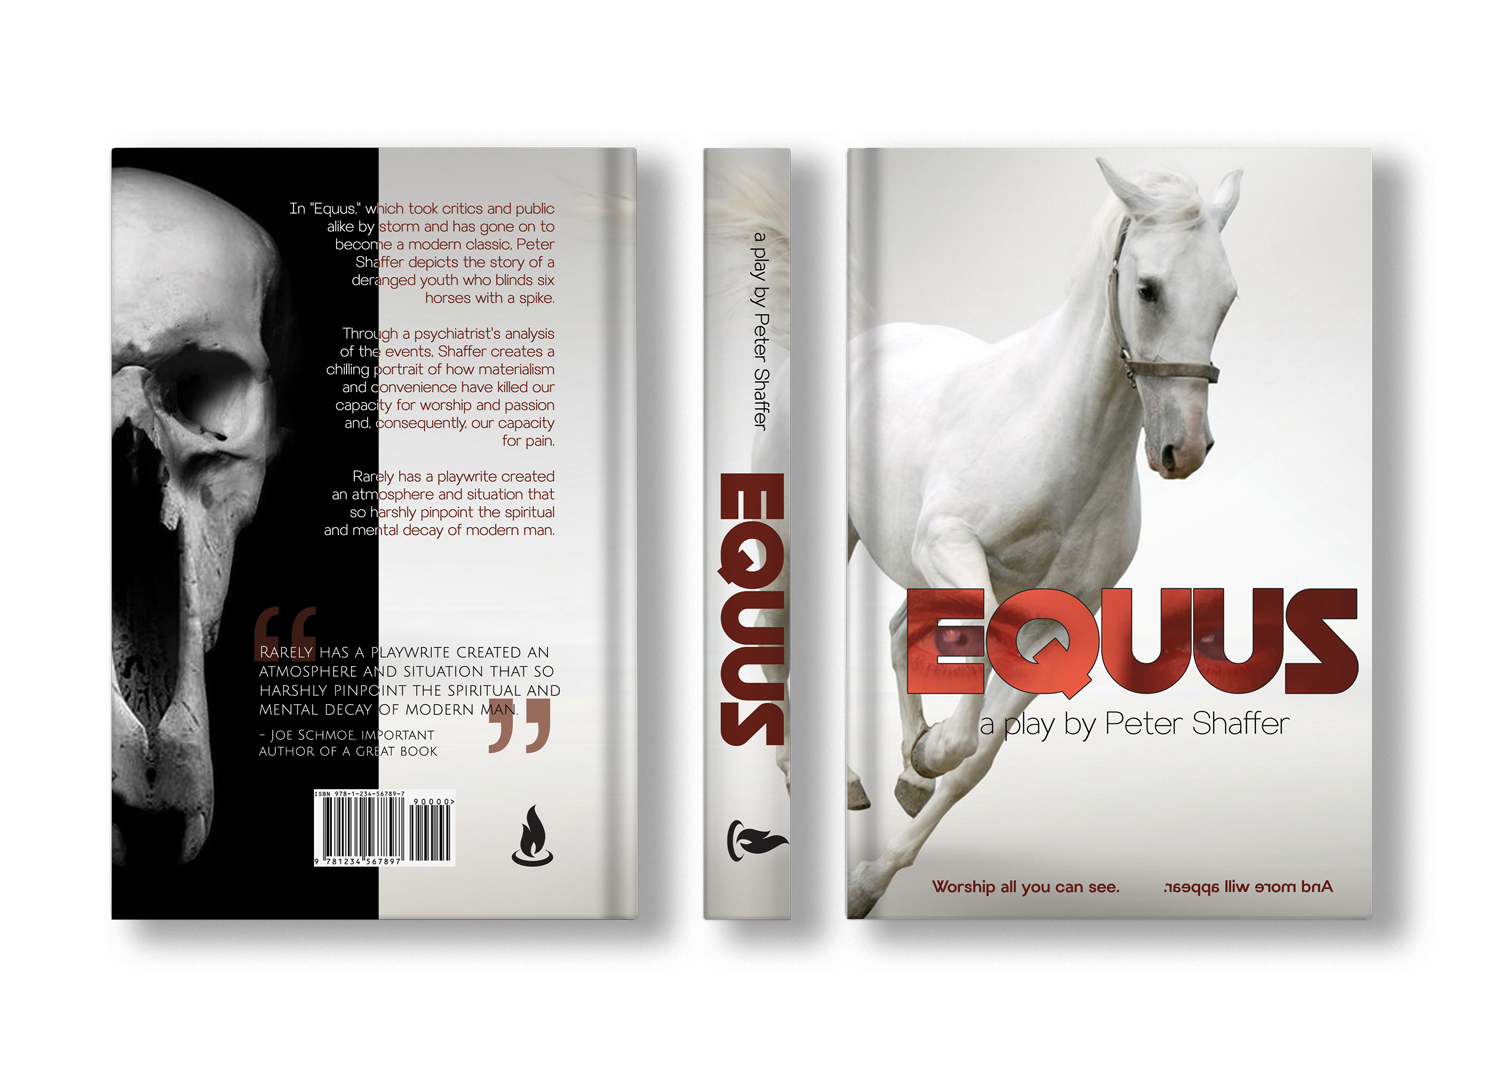 In "Equus," which took critics and public
alike by storm and has gone on to
become a modern classic, Peter
Shaffer depicts the story of a
deranged youth who blinds six
horses with a spike.
Through a psychiatrist's analysis
of the events, Shaffer creates a
chilling portrait of how materialism
and convenience have killed our
capacity for worship and passion
and, consequently, our capacity
for pain.
Rarely has a playwrite created
an atmosphere and situation that
so harshly pinpoint the spiritual
and mental decay of modern man.
“
Rarely has a playwrite created an
atmosphere and situation that so
harshly pinpoint the spiritual and
mental decay of modern man.
”
- Joe Schmoe, important
author of a great book
ISBN 978-1-234-56789-7
90000>
9 781234 567897
a play by Peter Shaffer
EQUUS
EQUUS
a play by Peter Shaffer
Worship all you can see. And more will appear.